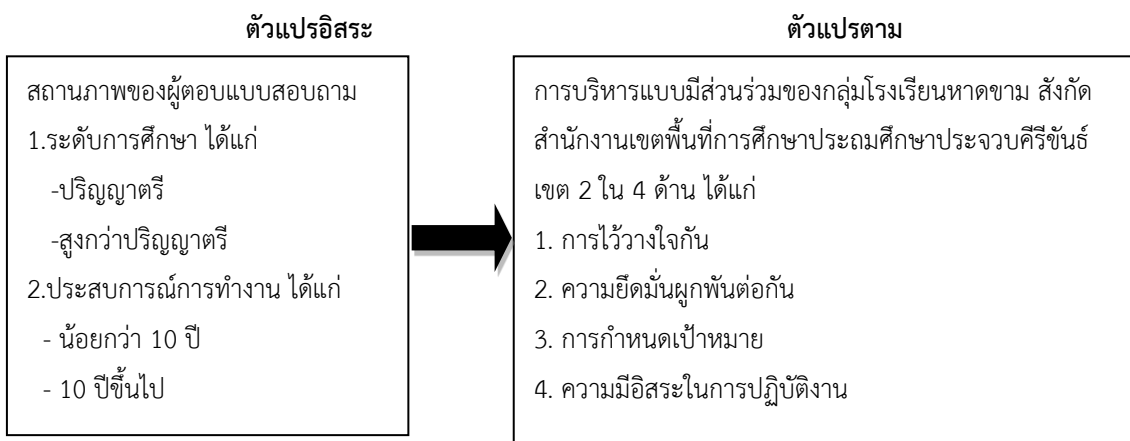 ตัวแปรอิสระ
สถานภาพของผู้ตอบแบบสอบถาม
1.ระดับการศึกษา ได้แก่
-ปริญญาตรี
-สูงกว่าปริญญาตรี
2.ประสบการณ์การทำงาน ได้แก่
- น้อยกว่า 10 ปี
- 10 ปีขึ้นไป
ตัวแปรตาม
การบริหารแบบมีส่วนร่วมของกลุ่มโรงเรียนหาดขาม สังกัด
สำนักงานเขตพื้นที่การศึกษาประถมศึกษาประจวบคีรีขันธ์
เขต 2 ใน 4 ด้าน ได้แก่
1. การไว้วางใจกัน
2. ความยึดมั่นผูกพันต่อกัน
3. การกำหนดเป้าหมาย
4. ความมีอิสระในการปฏิบัติงาน